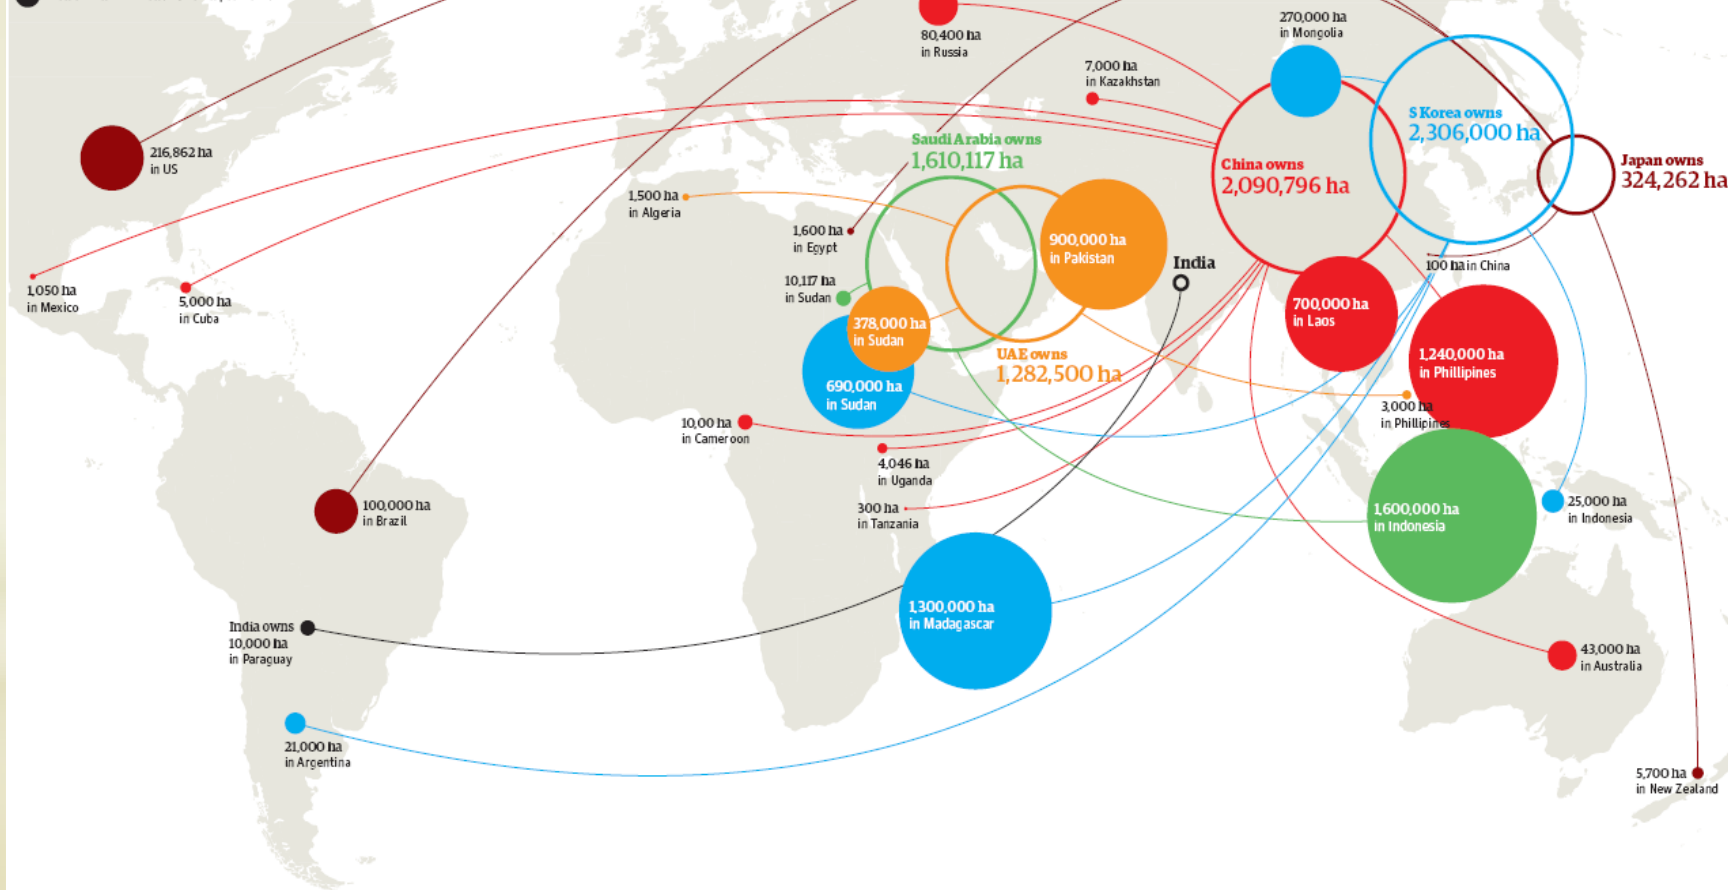 270,000 ha
in Mongolia
80,400 ha
in Russia
7,000 ha
in Kazakhstan
S Korea owns
2,306,000 ha
216,862 ha
in US
Saudi Arabia owns
1,610,117 ha
China owns
2,090,796 ha
Japan owns
324,262 ha
1,500 ha
in Algeria
1,600 ha
in Egypt
900,000 ha
in Pakistan
India
100 ha in China
10,117 ha
in Sudan
1,050 ha
in Mexico
5,000 ha
in Cuba
378,000 ha
in Sudan
700,000 ha
in Laos
UAE owns
1,282,500 ha
1,240,000 ha
in Phillipines
690,000 ha
in Sudan
3,000 ha
in Phillipines
10,00 ha
in Cameroon
4,046 ha
in Uganda
300 ha
in Tanzania
100,000 ha
in Brazil
1,600,000 ha
in Indonesia
25,000 ha
in Indonesia
1,300,000 ha
in Madagascar
India owns
10,000 ha
in Paraguay
43,000 ha
in Australia
21,000 ha
in Argentina
5,700 ha
in New Zealand